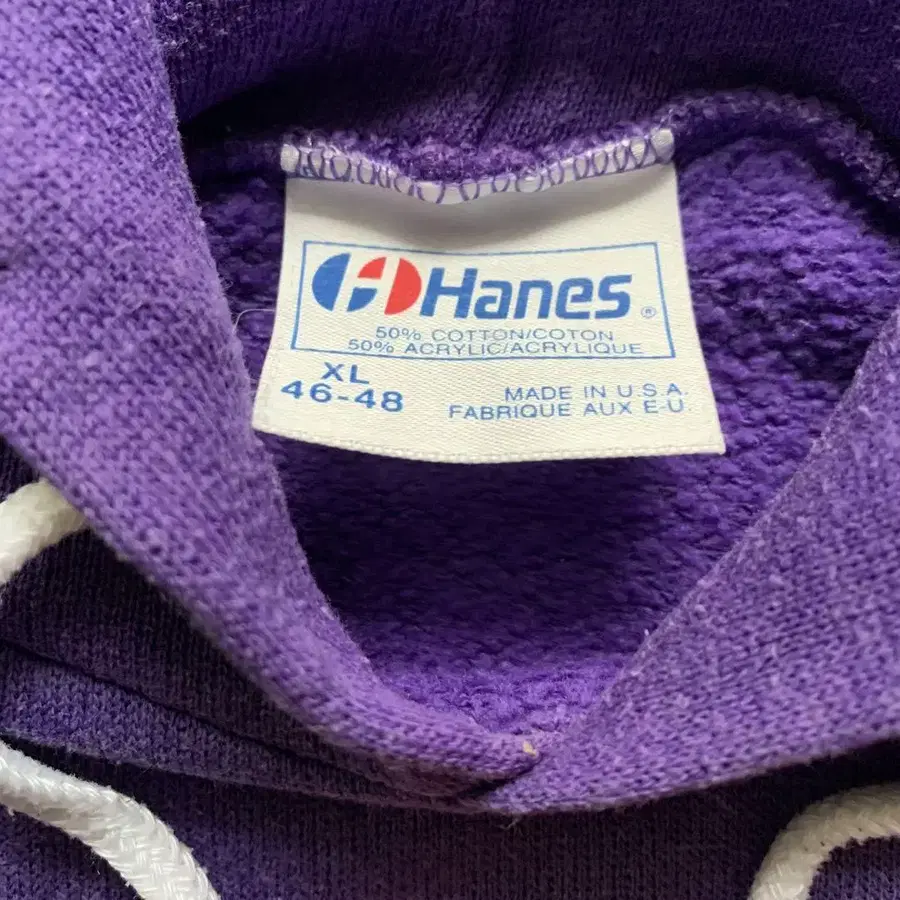 Hanes®
50% COTTON/COTON
50% ACRYLIC/ACRYLIQUE
XL
46-48
MADE IN U.S.A.
FABRIQUE AUX E-U.